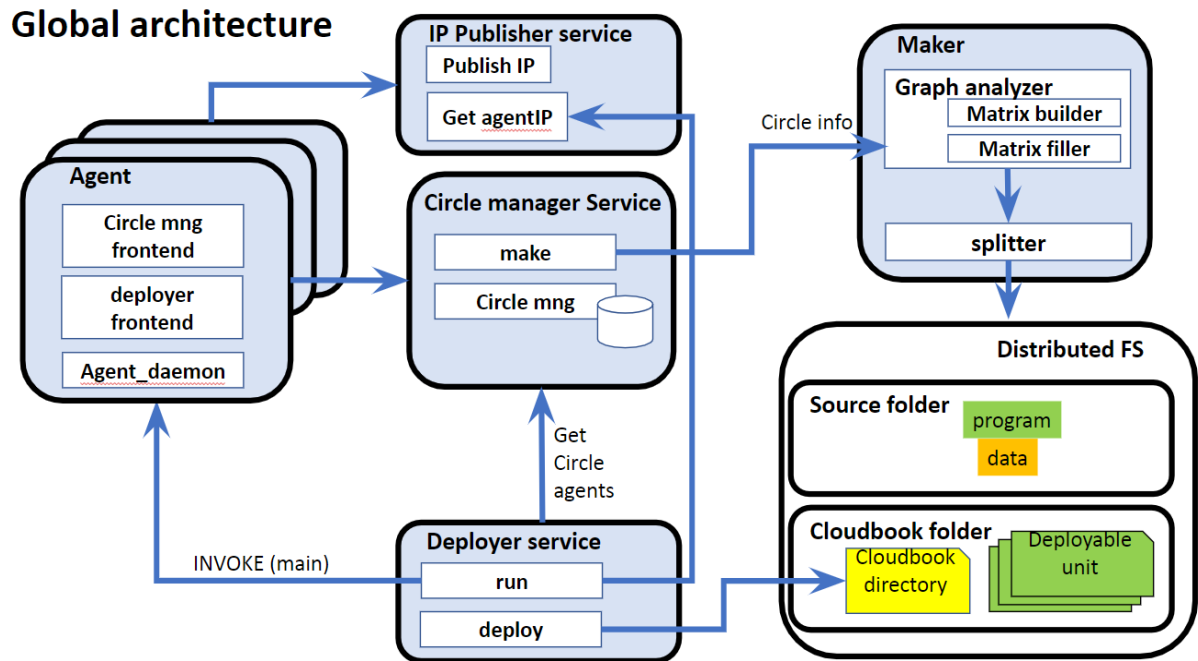 Global architecture
IP Publisher service
Publish IP
Get agentIP
Maker
Graph analyzer
Matrix builder
Matrix filler
splitter
Circle info
Agent
Circle mng
frontend
deployer
frontend
Agent_daemon
Circle manager Service
make
Circle mng
Get
Circle
agents
INVOKE (main)
Deployer service
run
deploy
Distributed FS
Source folder
program
data
Cloudbook folder
Cloudbook
directory
Deployable
unit